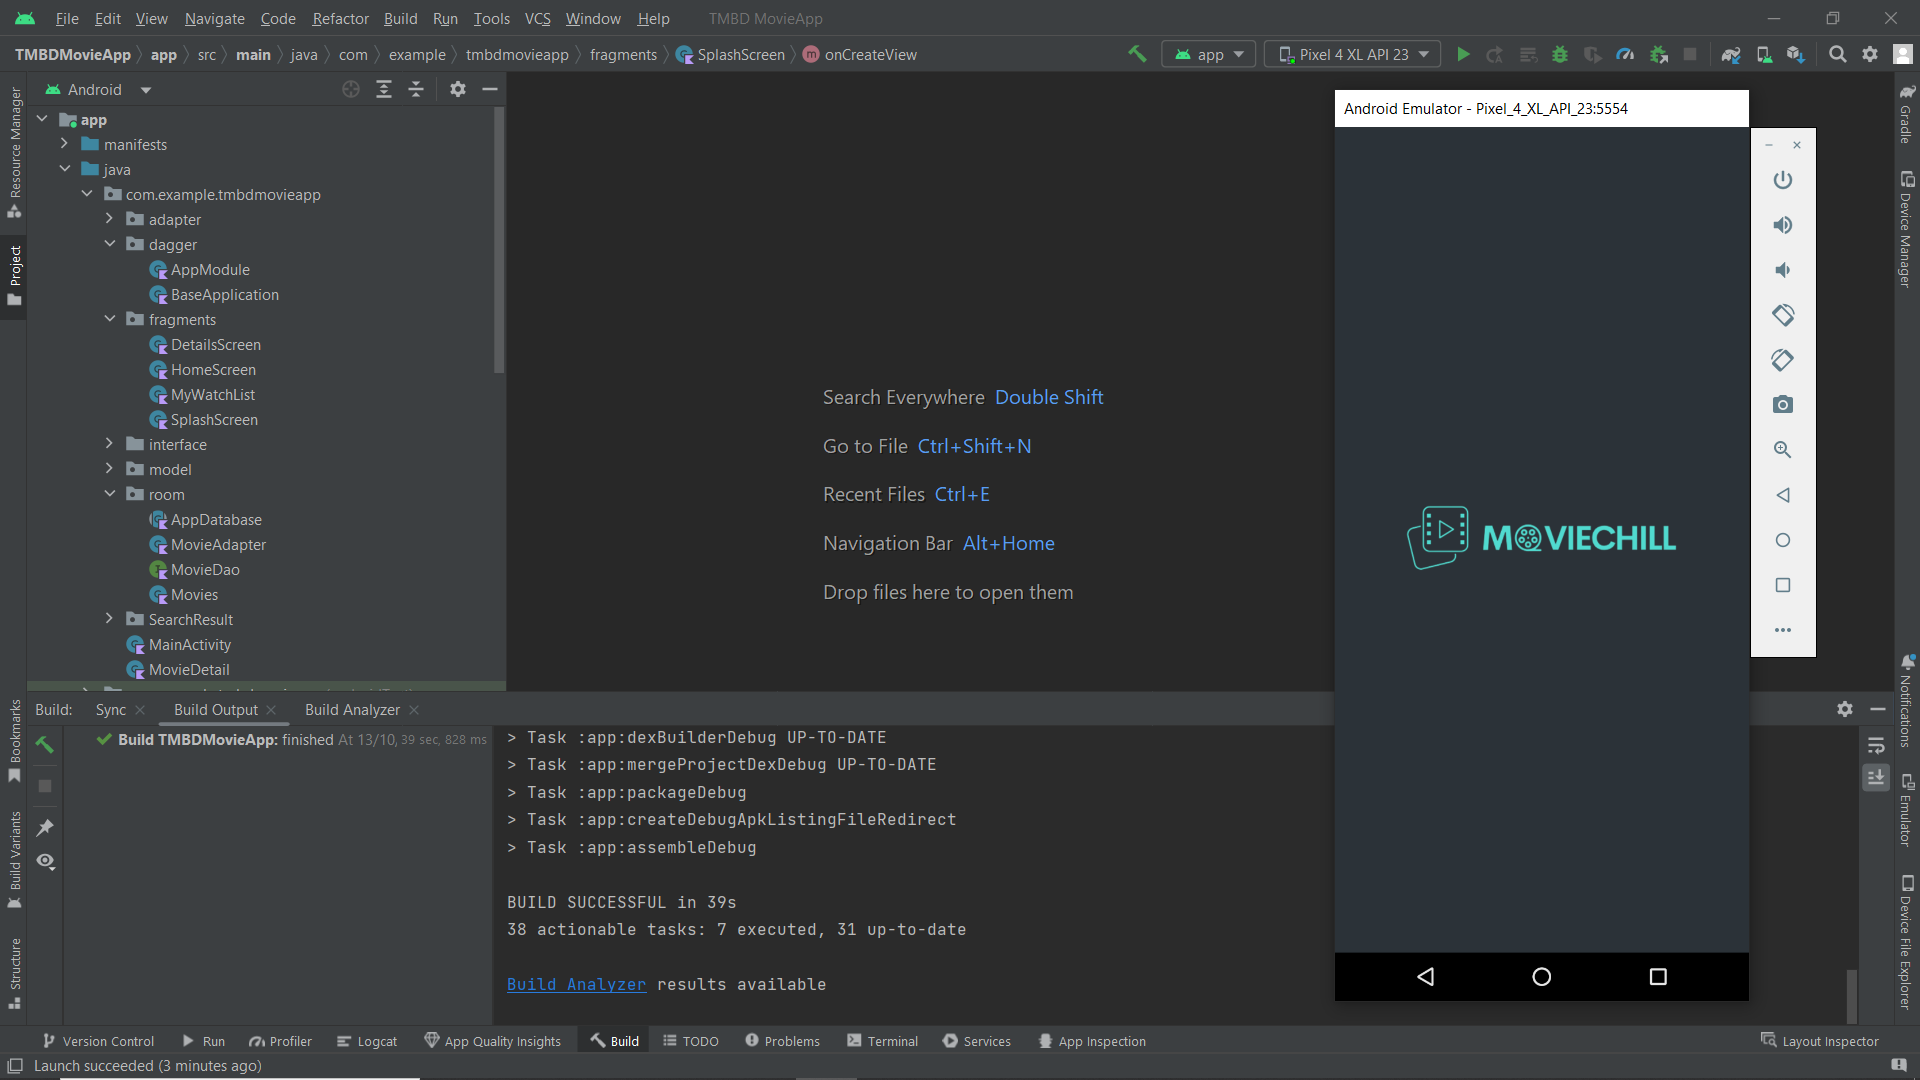 File Edit View Navigate Code Refactor Build Run Tools VCS Window Help TMBD MovieApp
TMBDMovieApp app src main java com example tmbdmovieapp fragments SplashScreen m onCreateView app Pixel 4 XL API 23
Android
app
manifests
java
com.example.tmbdmovieapp
adapter
dagger
AppModule
BaseApplication
fragments
DetailsScreen
HomeScreen
MyWatchList
SplashScreen
interface
model
room
AppDatabase
MovieAdapter
MovieDao
Movies
SearchResult
MainActivity
MovieDetail
Resource Manager
Project
Bookmarks
Build Variants
Structure
Search Everywhere Double Shift
Go to File Ctrl+Shift+N
Recent Files Ctrl+E
Navigation Bar Alt+Home
Drop files here to open them
Android Emulator - Pixel_4_XL_API_23:5554
MOVIECHILL
Gradle
Device Manager
Notifications
Emulator
Device File Explorer
Build: Sync Build Output Build Analyzer
Build TMBDMovieApp: finished At 13/10, 39 sec, 828 ms
> Task :app:dexBuilderDebug UP-TO-DATE
> Task :app:mergeProjectDexDebug UP-TO-DATE
> Task :app:packageDebug
> Task :app:createDebugApkListingFileRedirect
> Task :app:assembleDebug
BUILD SUCCESSFUL in 39s
38 actionable tasks: 7 executed, 31 up-to-date
Build Analyzer results available
Version Control Run Profiler Logcat App Quality Insights Build TODO Problems Terminal Services App Inspection Layout Inspector
Launch succeeded (3 minutes ago)